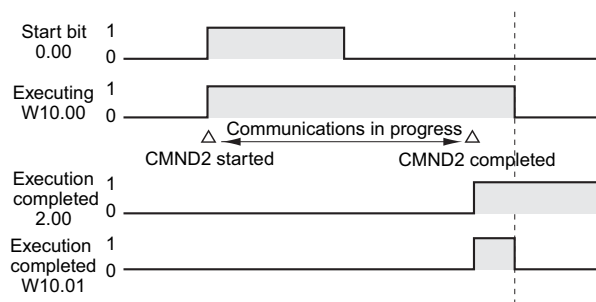 Start bit
0.00
1
0
Executing
W10.00
1
0
Communications in progress
CMND2 started
CMND2 completed
Execution
completed
2.00
1
0
Execution
completed
W10.01
1
0